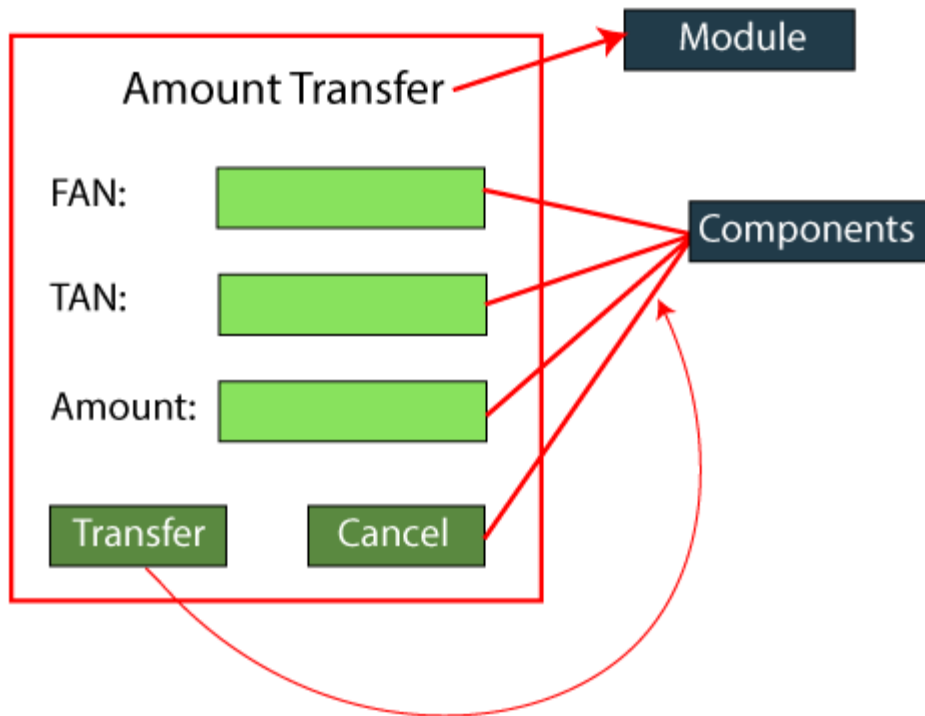 Module
Amount Transfer
FAN:
Components
TAN:
Amount:
Transfer
Cancel